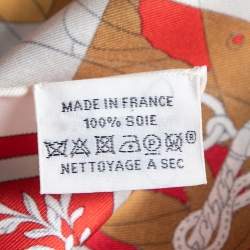 MADE IN FRANCE
100% SOIE
NETTOYAGE A SEC